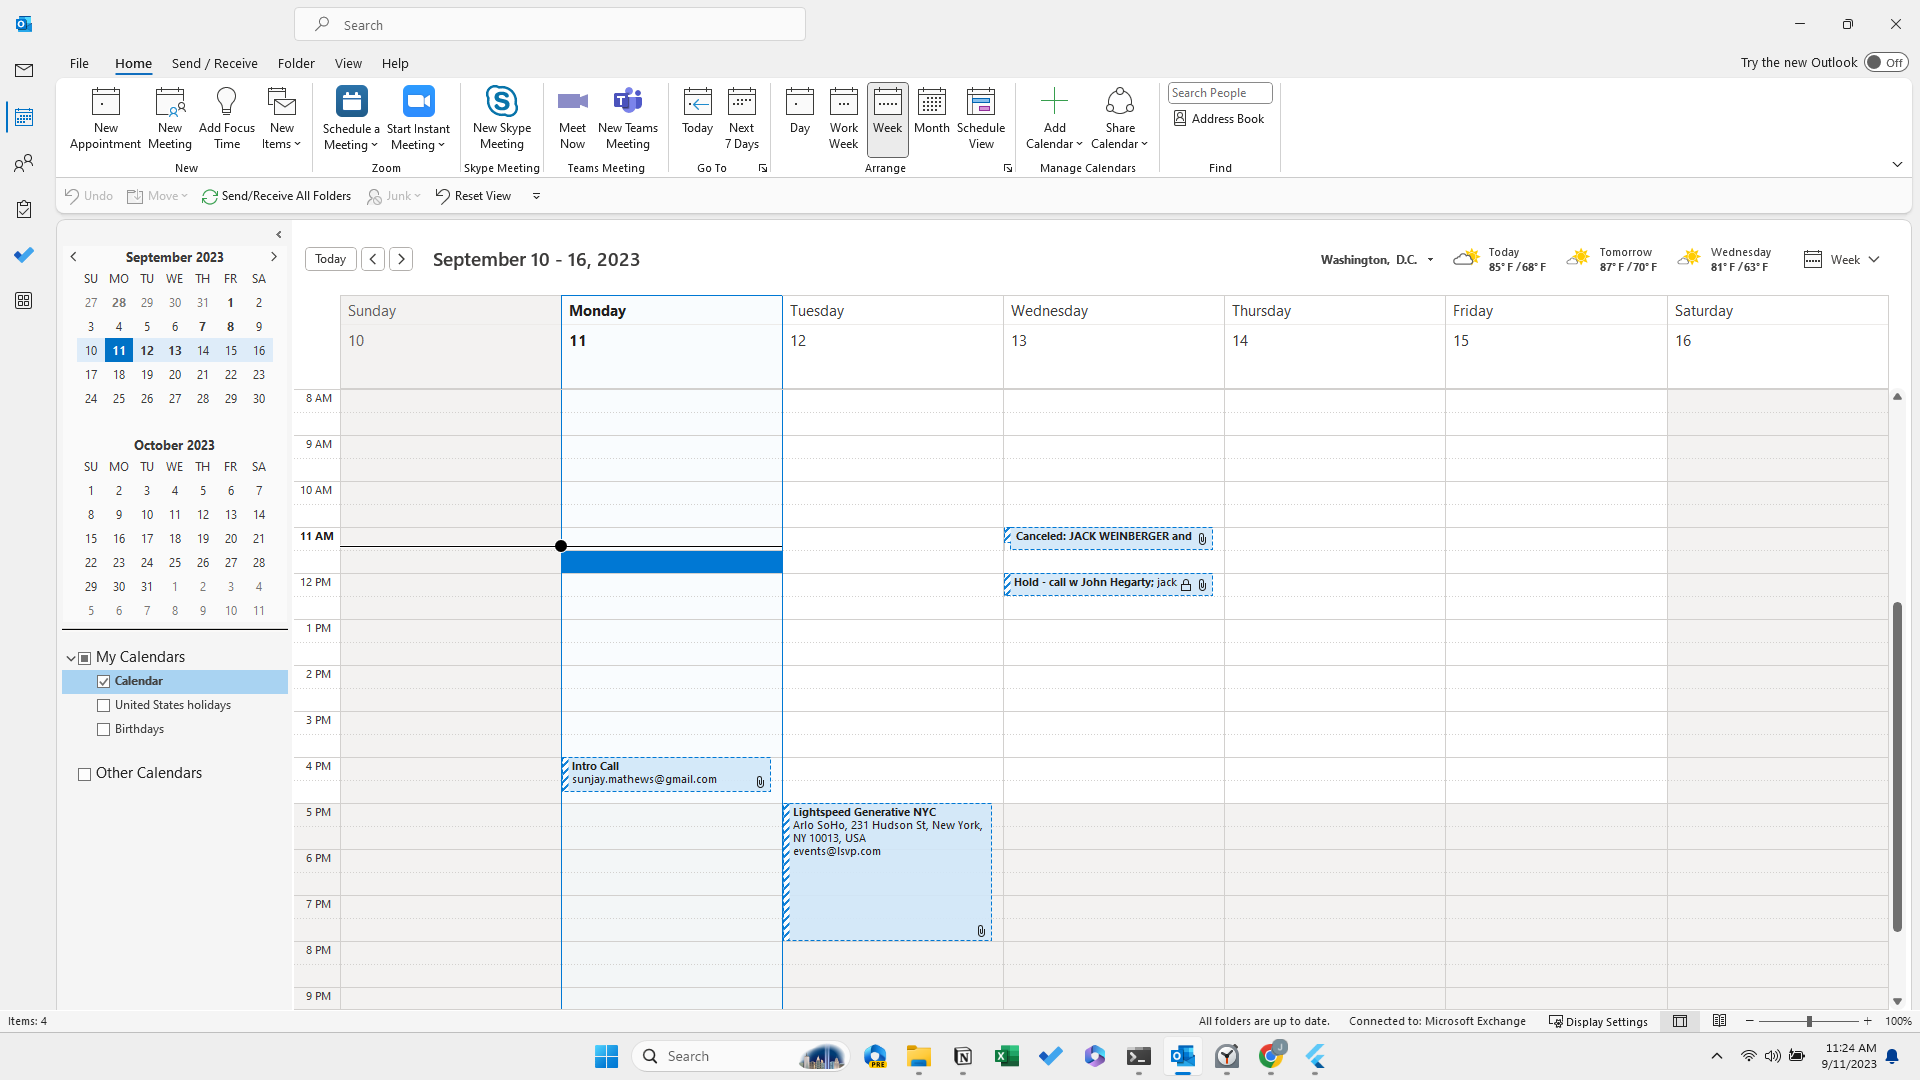 Search
File Home Send / Receive Folder View Help
Try the new Outlook Off
New Appointment
New Meeting
Add Focus Time
New Items
New
Schedule a Meeting
Start Instant Meeting
Zoom
New Skype Meeting
Skype Meeting
Meet Now
New Teams Meeting
Teams Meeting
Today
Next 7 Days
Go To
Day
Work Week
Week
Month
Schedule View
Arrange
Add Calendar
Share Calendar
Manage Calendars
Search People
Address Book
Find
Undo Move Send/Receive All Folders Junk Reset View
September 2023
SU MO TU WE TH FR SA
27 28 29 30 31 1 2
3 4 5 6 7 8 9
10 11 12 13 14 15 16
17 18 19 20 21 22 23
24 25 26 27 28 29 30
October 2023
SU MO TU WE TH FR SA
1 2 3 4 5 6 7
8 9 10 11 12 13 14
15 16 17 18 19 20 21
22 23 24 25 26 27 28
29 30 31 1 2 3 4
5 6 7 8 9 10 11
My Calendars
Calendar
United States holidays
Birthdays
Other Calendars
Today September 10 - 16, 2023
Washington, D.C.
Today
85° F / 68° F
Tomorrow
87° F / 70° F
Wednesday
81° F / 63° F
Week
Sunday Monday Tuesday Wednesday Thursday Friday Saturday
10 11 12 13 14 15 16
8 AM
9 AM
10 AM
11 AM
Canceled: JACK WEINBERGER and
12 PM
Hold - call w John Hegarty; jack
1 PM
2 PM
3 PM
4 PM
Intro Call
sunjay.mathews@gmail.com
5 PM
Lightspeed Generative NYC
Arlo SoHo, 231 Hudson St, New York,
NY 10013, USA
events@lsvp.com
6 PM
7 PM
8 PM
9 PM
Items: 4
All folders are up to date. Connected to: Microsoft Exchange Display Settings 100%
Search
PRE
J
11:24 AM
9/11/2023